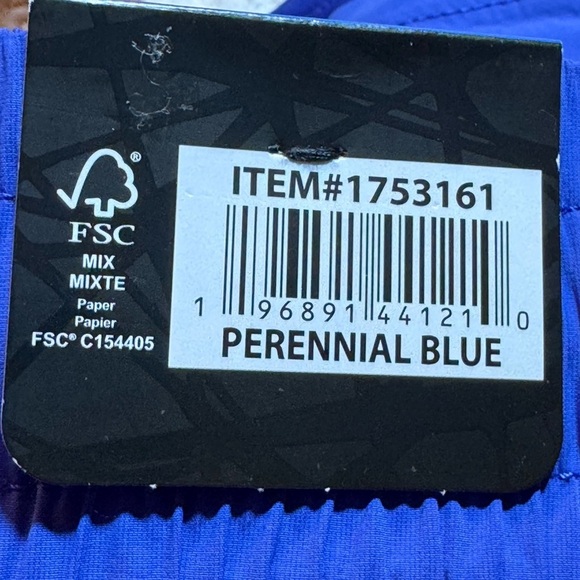 ®
FSC
MIX
MIXTE
Paper
Papier
FSC® C154405
ITEM#1753161
1 96891 44121 0
PERENNIAL BLUE